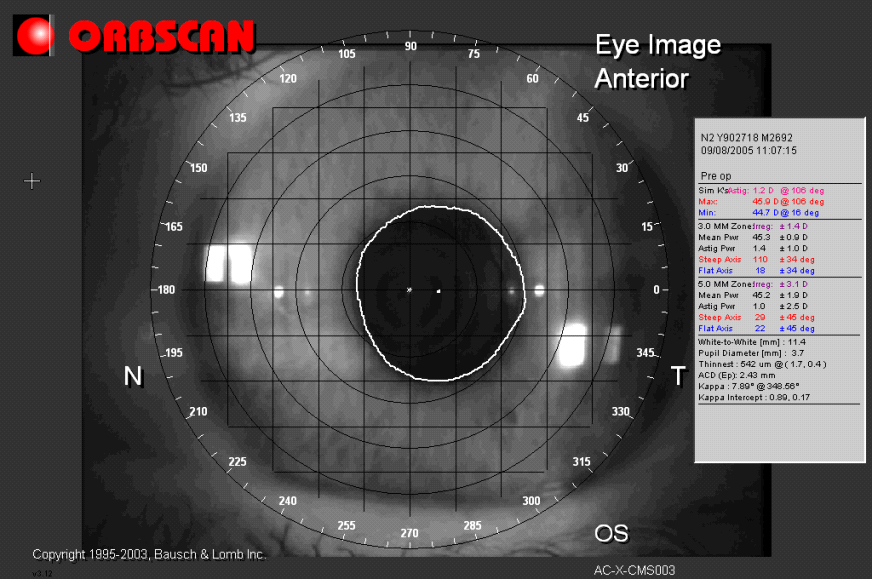 ORBSCAN
Eye Image
Anterior
90
105
75
120
60
135
45
150
30
165
15
180
0
195
345
210
330
225
315
240
300
255
285
270
N
T
N2 Y902718 M2692
09/08/2005 11:07:15
Pre op
Sim K's Astig: 1.2 D @ 106 deg
Max: 45.9 D @ 106 deg
Min: 44.7 D @ 16 deg
3.0 MM Zone: Irreg: ± 1.4 D
Mean Pwr 45.3 ± 0.9 D
Astig Pwr 1.4 ± 1.0 D
Steep Axis 110 ± 34 deg
Flat Axis 18 ± 34 deg
5.0 MM Zone: Irreg: ± 3.1 D
Mean Pwr 45.2 ± 1.9 D
Astig Pwr 1.0 ± 2.5 D
Steep Axis 29 ± 45 deg
Flat Axis 22 ± 45 deg
White-to-White [mm] : 11.4
Pupil Diameter [mm] : 3.7
Thinnest : 542 um @ ( 1.7, 0.4 )
ACD (Ep): 2.43 mm
Kappa : 7.89° @ 348.56°
Kappa Intercept : 0.89, 0.17
OS
Copyright 1995-2003, Bausch & Lomb Inc.
AC-X-CMS003
v3.12